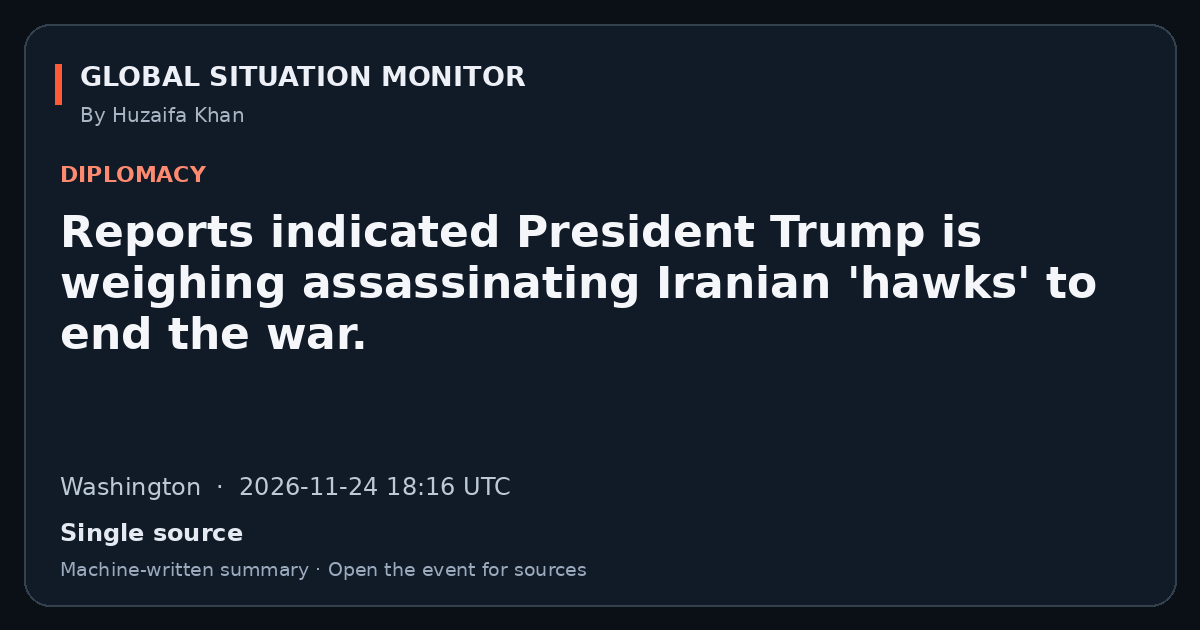 GLOBAL SITUATION MONITOR
By Huzaifa Khan
DIPLOMACY
Reports indicated President Trump is
weighing assassinating Iranian 'hawks' to
end the war.
Washington · 2026-11-24 18:16 UTC
Single source
Machine-written summary · Open the event for sources